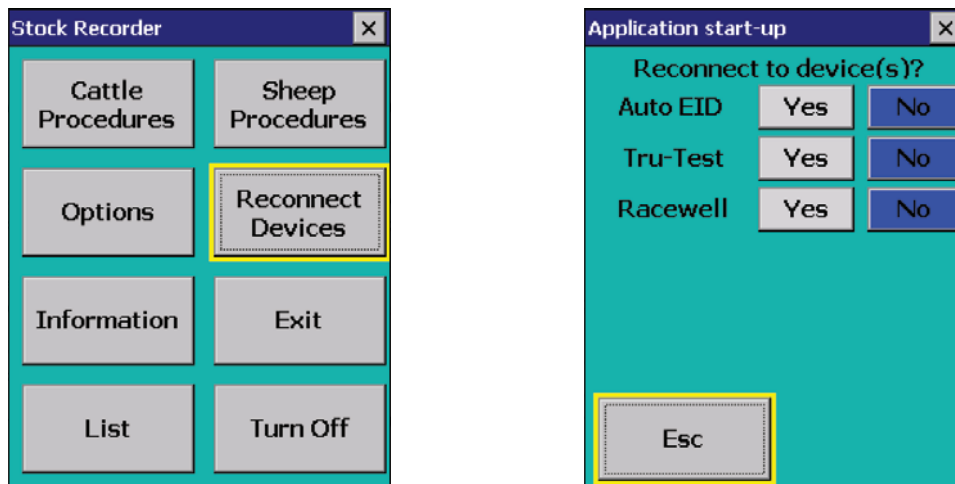 Stock Recorder
Cattle
Procedures
Sheep
Procedures
Options
Reconnect
Devices
Information
Exit
List
Turn Off
Application start-up
Reconnect to device(s)?
Auto EID Yes No
Tru-Test Yes No
Racewell Yes No
Esc